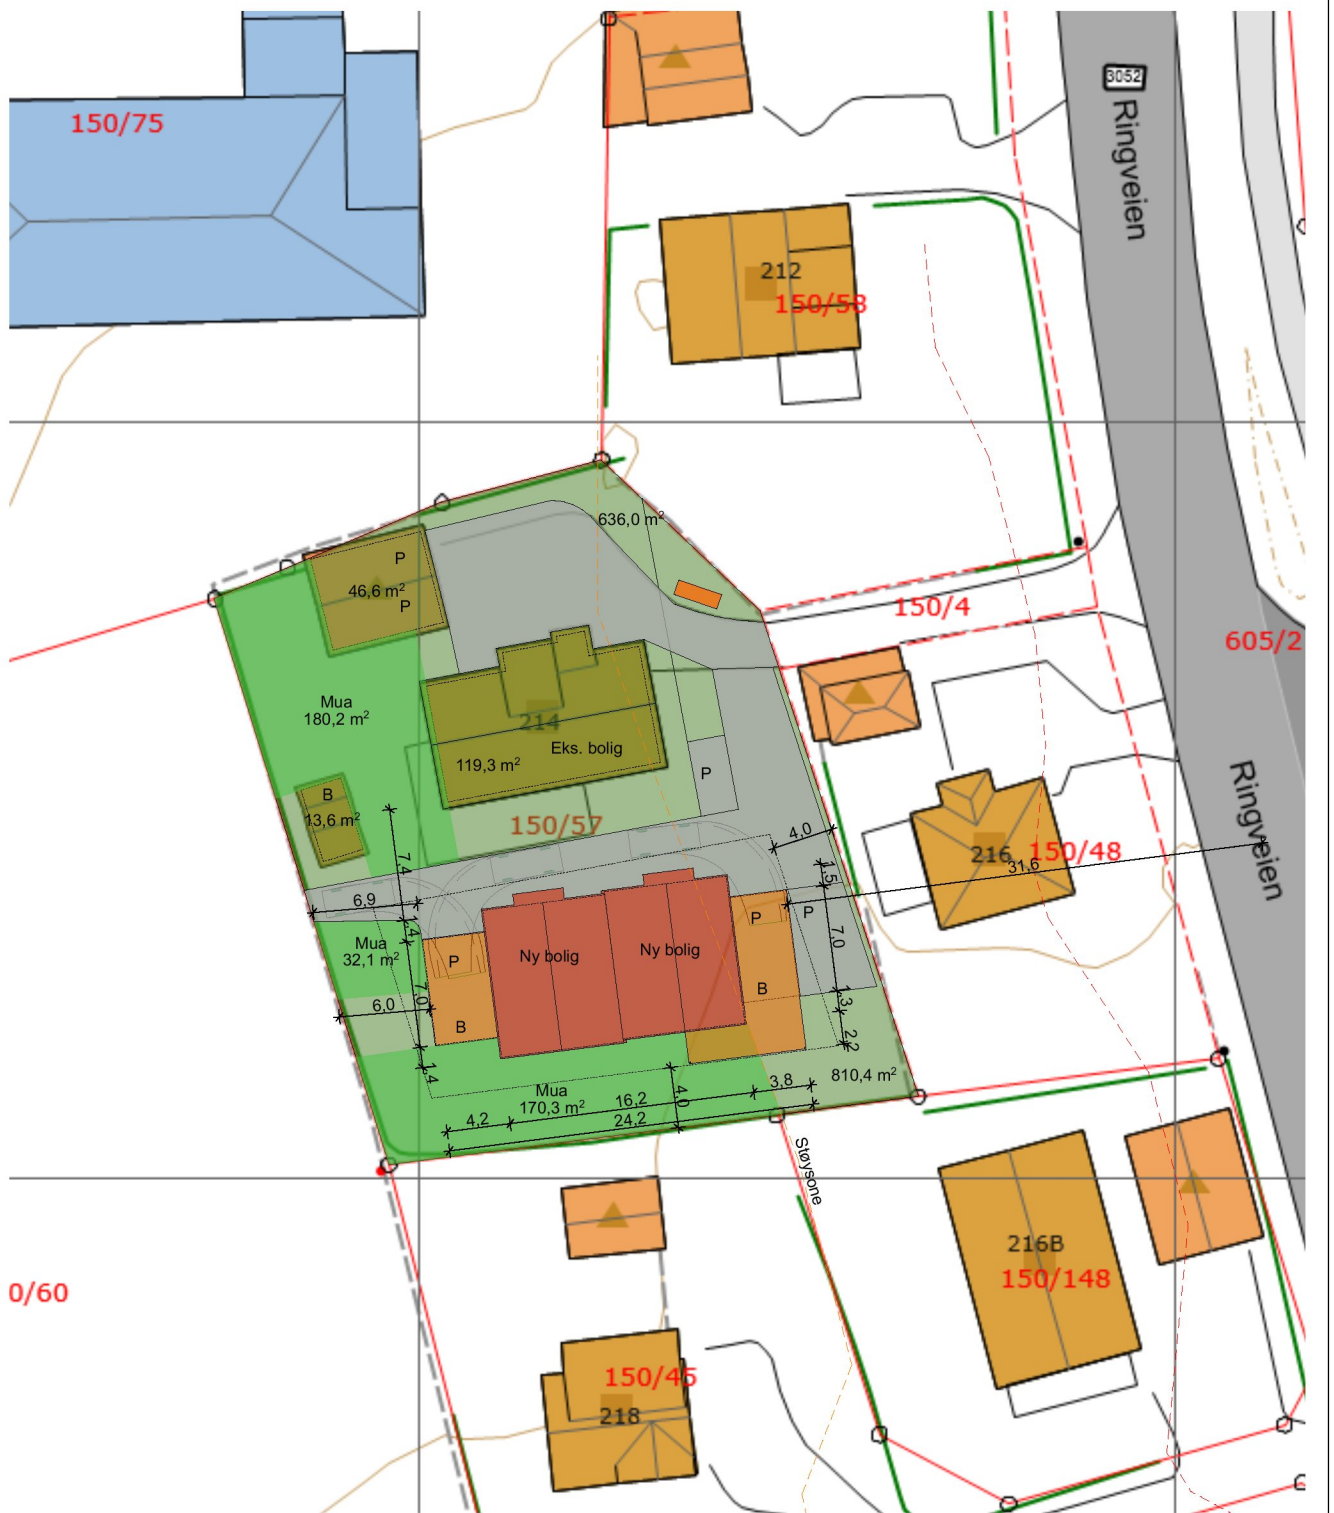 150/75
3052
Ringveien
212
150/58
636,0 m²
P
46,6 m²
P
150/4
605/2
Mua
180,2 m²
214
Eks. bolig
119,3 m²
P
B
13,6 m²
150/57
4,0
216
150/48
31,6
Ringveien
7,4
1,5
6,9
1,4
P
P
7,0
Mua
32,1 m²
Ny bolig
Ny bolig
P
7,0
B
1,3
6,0
B
2,2
1,4
810,4 m²
Mua
170,3 m²
3,8
4,0
16,2
4,2
24,2
Støysone
216B
150/148
0/60
150/45
218